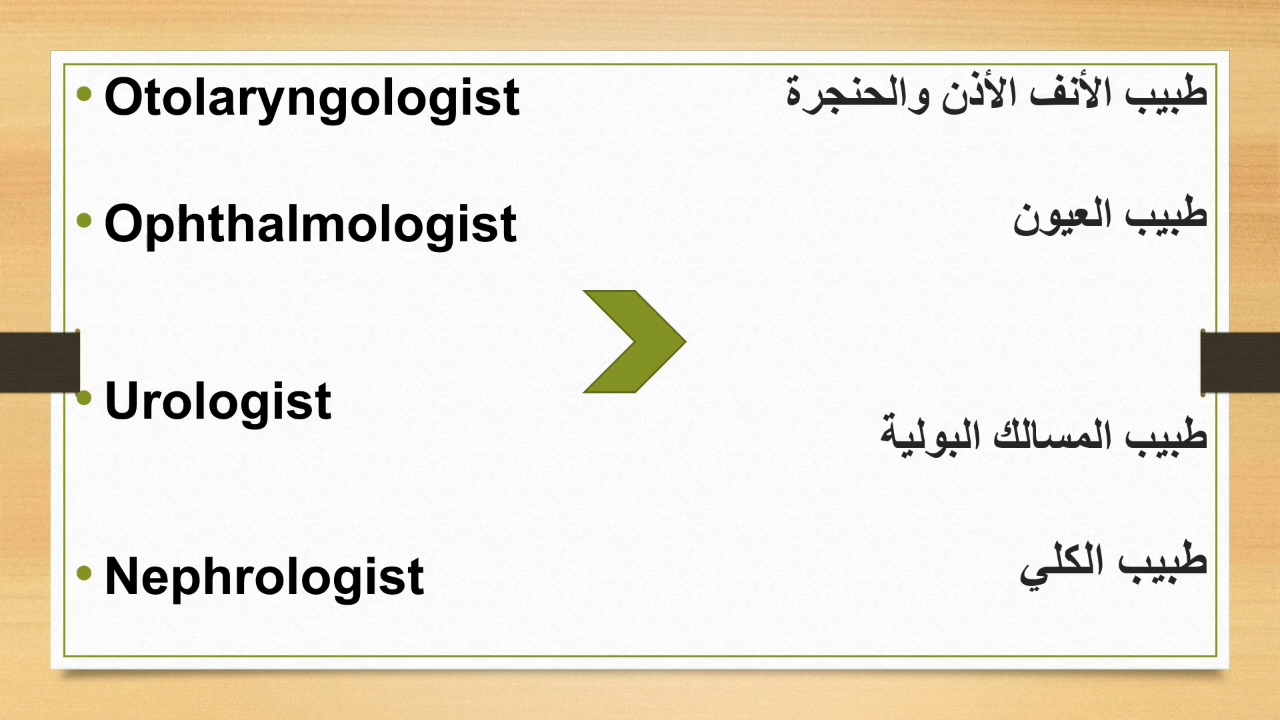 • Otolaryngologist
طبيب الأنف الأذن والحنجرة
• Ophthalmologist
طبيب العيون
• Urologist
طبيب المسالك البولية
• Nephrologist
طبيب الكلي